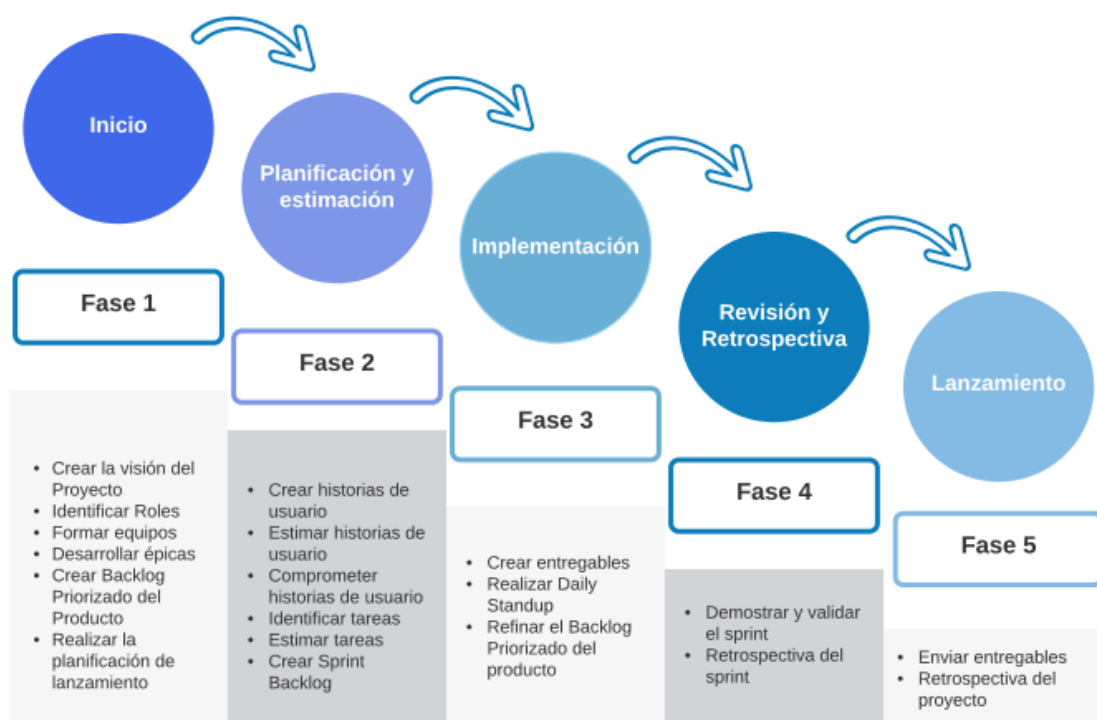 Inicio
Planificación y
estimación
Implementación
Revisión y
Retrospectiva
Lanzamiento
Fase 1
Fase 2
Fase 3
Fase 4
Fase 5
• Crear la visión del
Proyecto
• Identificar Roles
• Formar equipos
• Desarrollar épicas
• Crear Backlog
Priorizado del
Producto
• Realizar la
planificación de
lanzamiento
• Crear historias de
usuario
• Estimar historias de
usuario
• Comprometer
historias de usuario
• Identificar tareas
• Estimar tareas
• Crear Sprint
Backlog
• Crear entregables
• Realizar Daily
Standup
• Refinar el Backlog
Priorizado del
producto
• Demostrar y validar
el sprint
• Retrospectiva del
sprint
• Enviar entregables
• Retrospectiva del
proyecto